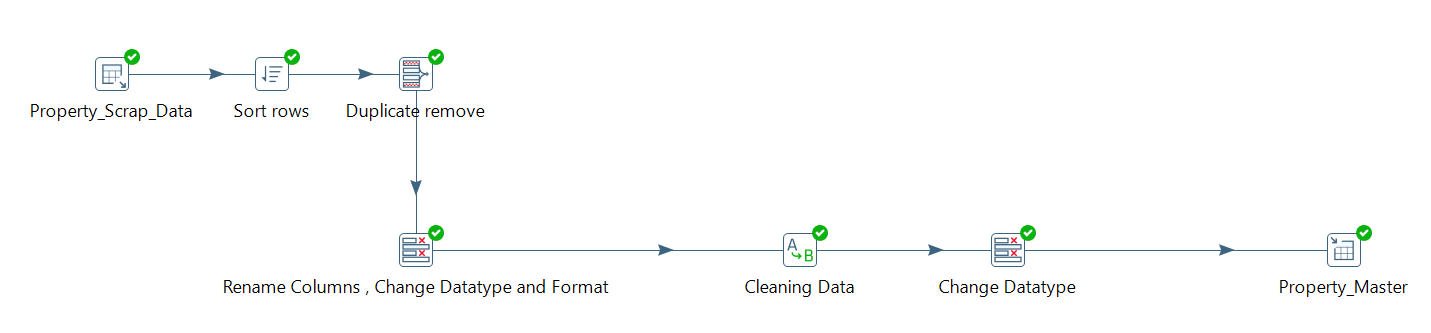 Property_Scrap_Data
Sort rows
Duplicate remove
Rename Columns , Change Datatype and Format
A
B
Cleaning Data
Change Datatype
Property_Master